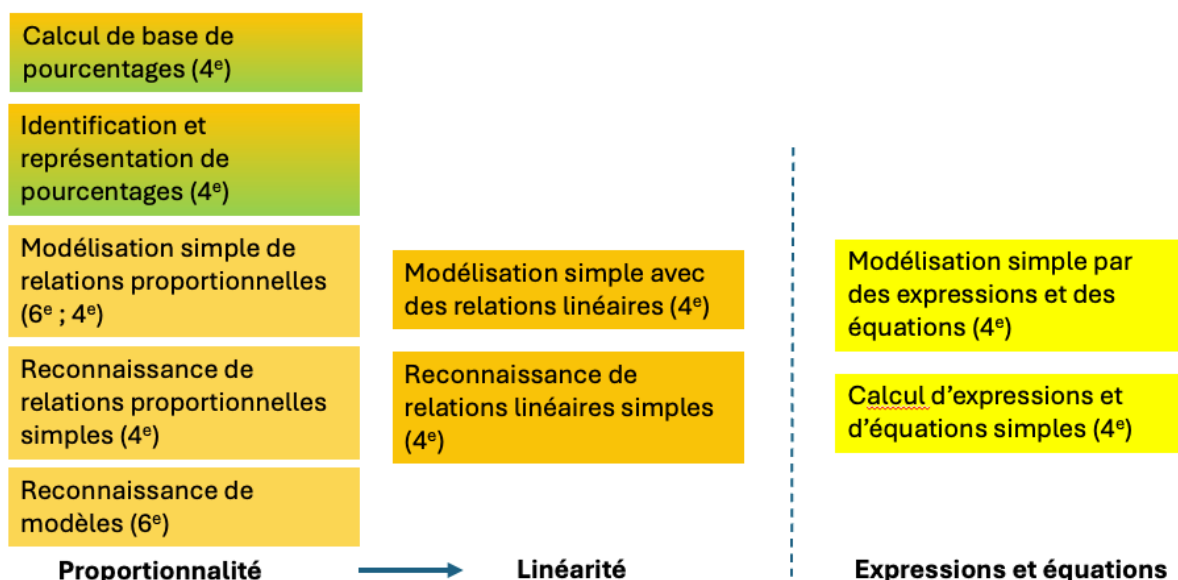 Calcul de base de
pourcentages (4ᵉ)
Identification et
représentation de
pourcentages (4ᵉ)
Modélisation simple de
relations proportionnelles
(6ᵉ ; 4ᵉ)
Reconnaissance de
relations proportionnelles
simples (4ᵉ)
Reconnaissance de
modèles (6ᵉ)
Proportionnalité
Modélisation simple avec
des relations linéaires (4ᵉ)
Reconnaissance de
relations linéaires simples
(4ᵉ)
Linéarité
Modélisation simple par
des expressions et des
équations (4ᵉ)
Calcul d’expressions et
d’équations simples (4ᵉ)
Expressions et équations